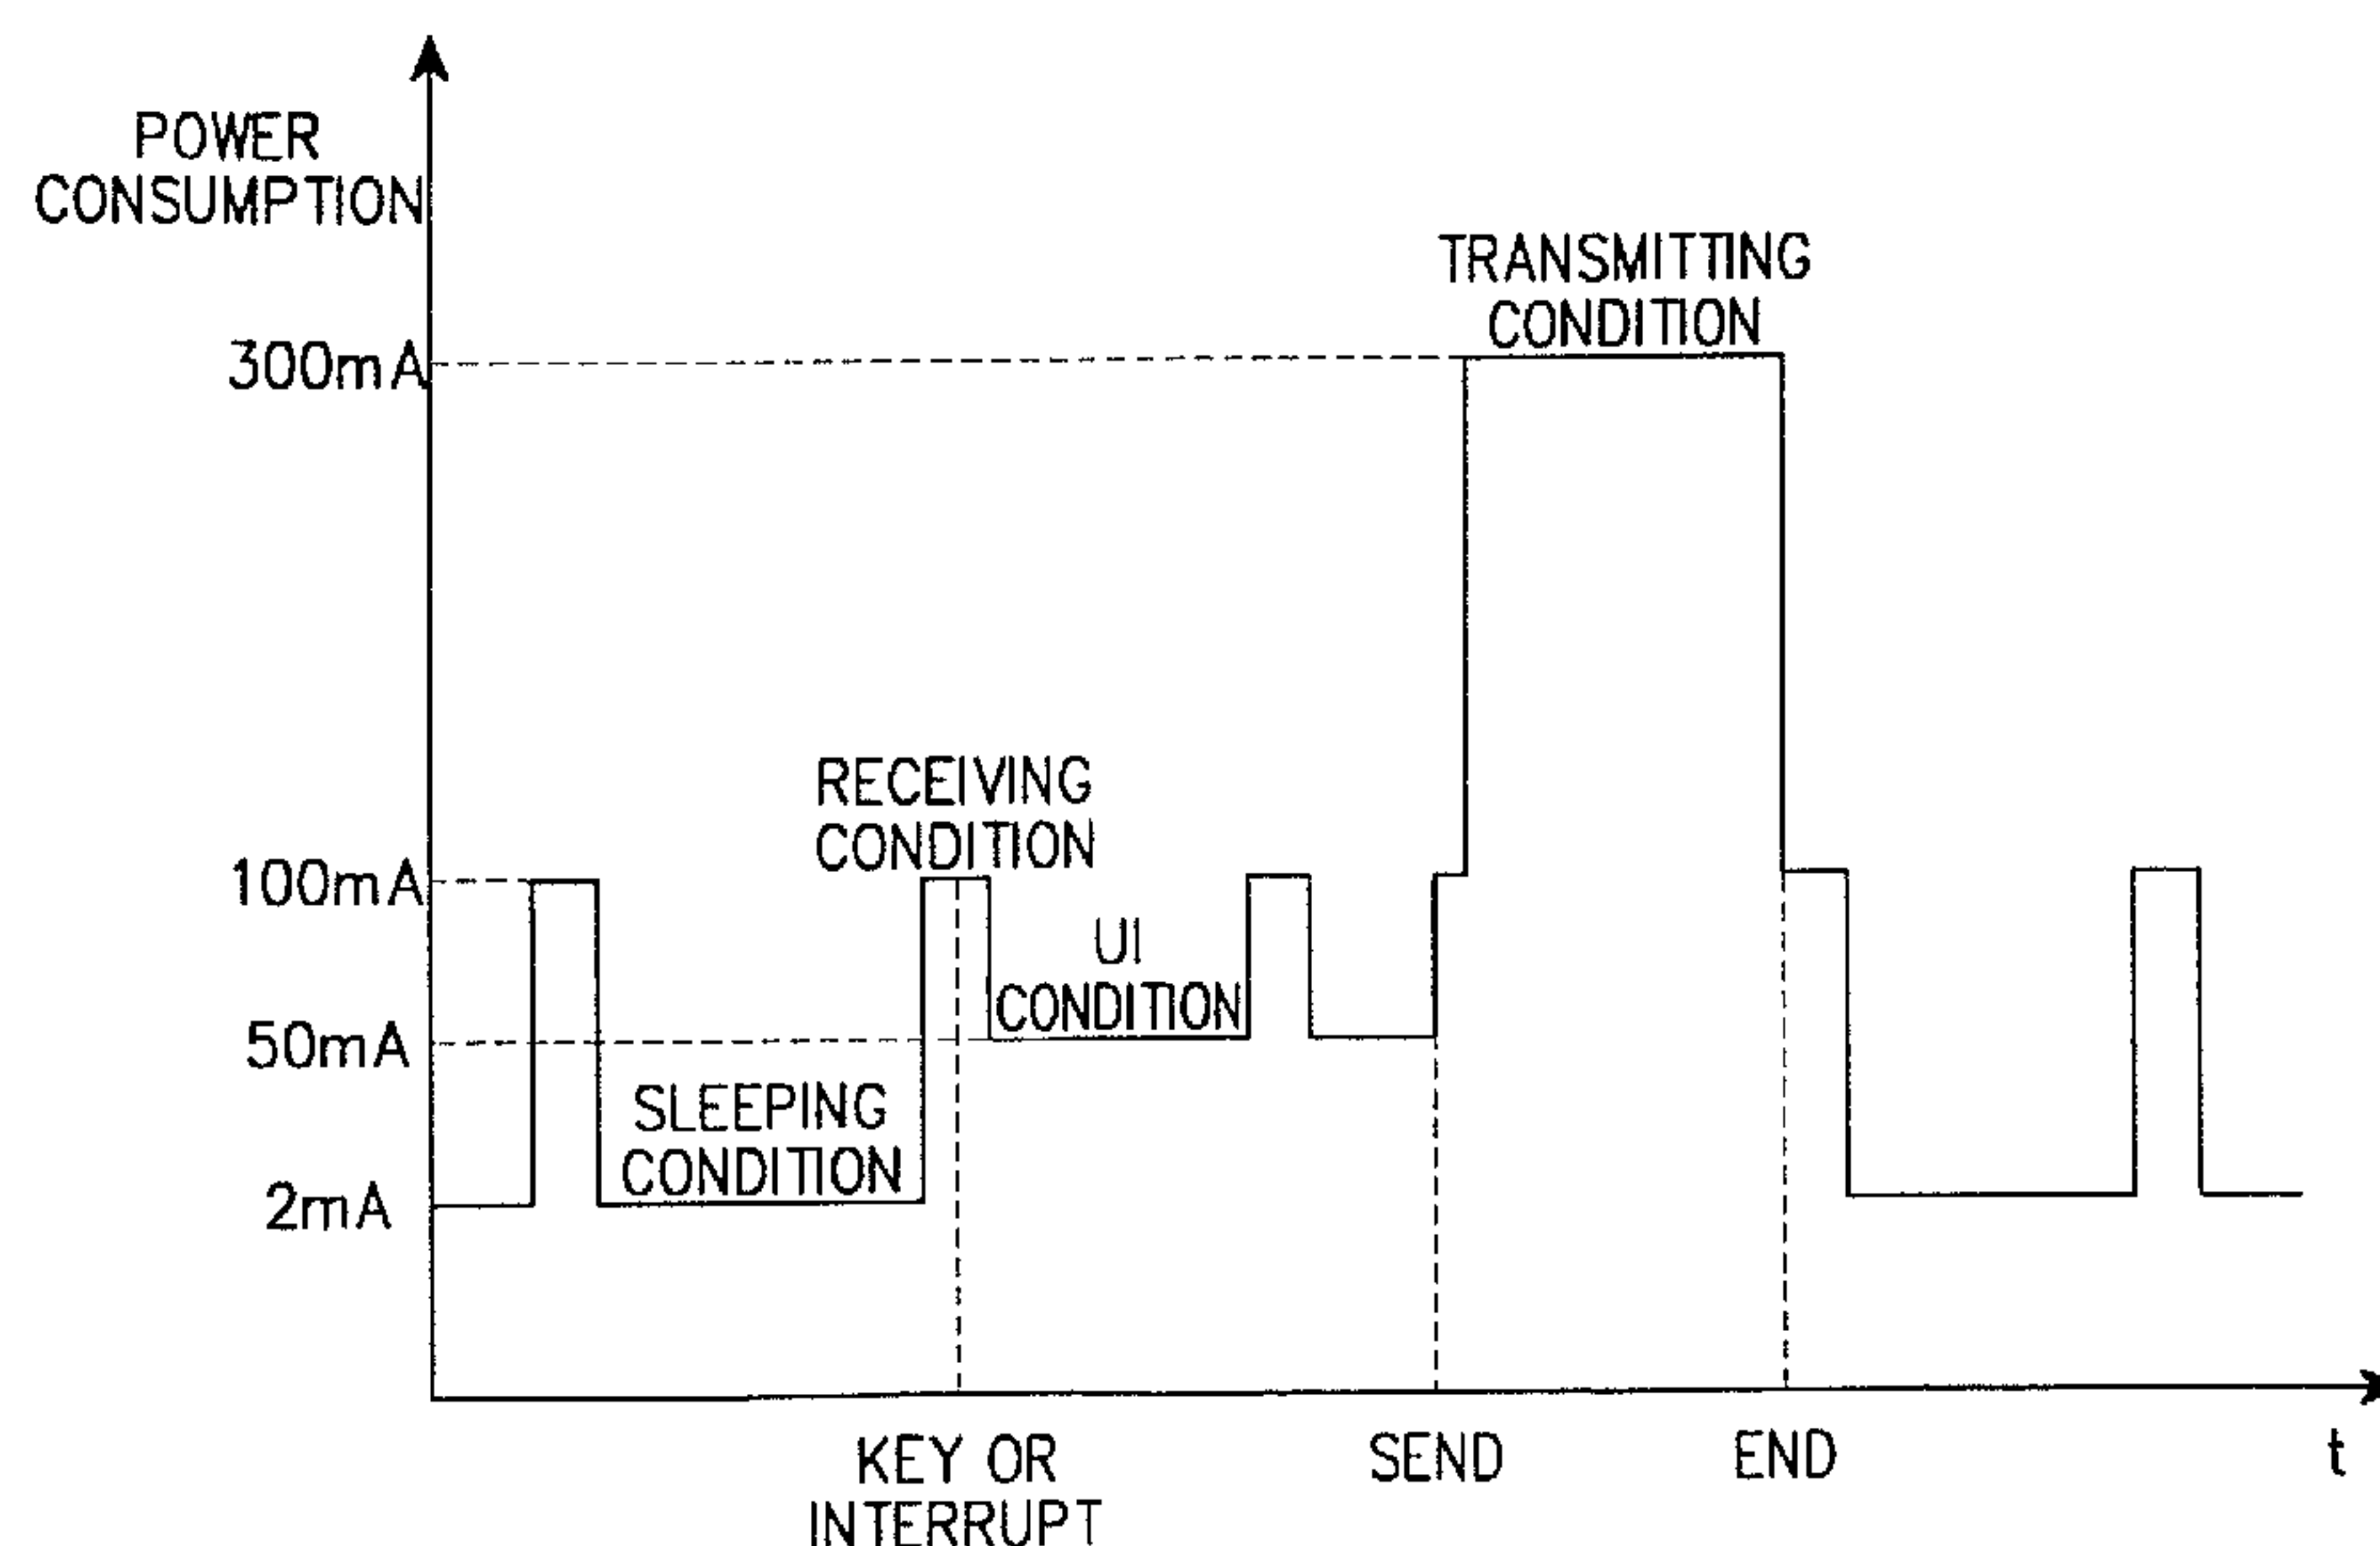 POWER
CONSUMPTION
TRANSMITTING
CONDITION
300mA
RECEIVING
CONDITION
100mA
UI
CONDITION
50mA
SLEEPING
CONDITION
2mA
KEY OR
INTERRUPT
SEND
END
t